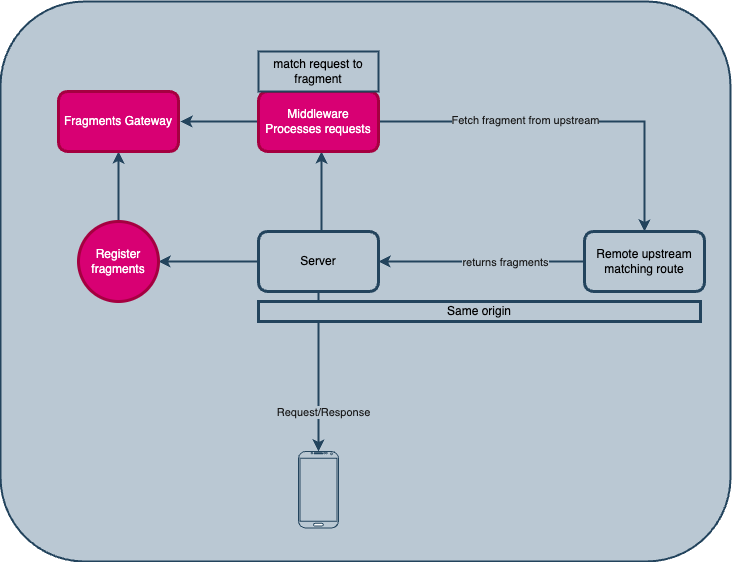 match request to
fragment
Fragments Gateway
Middleware
Processes requests
Fetch fragment from upstream
Register
fragments
Server
returns fragments
Remote upstream
matching route
Same origin
Request/Response